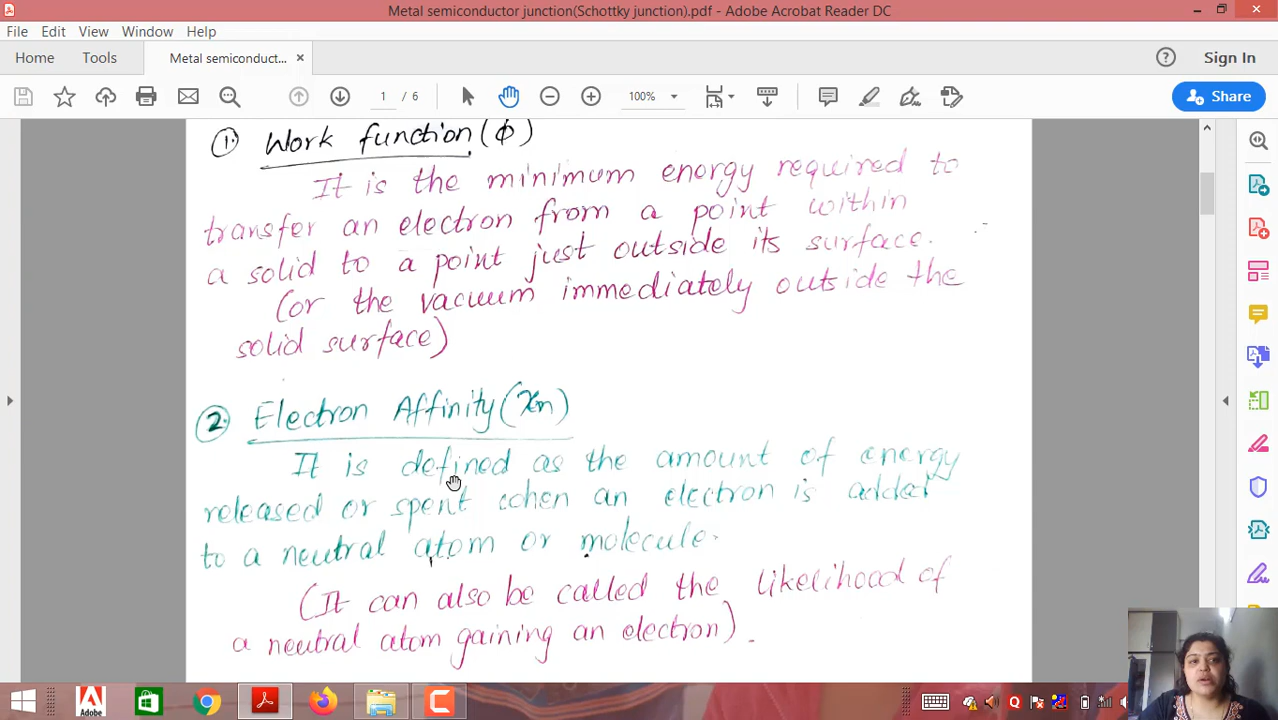 Metal semiconductor junction(Schottky junction).pdf - Adobe Acrobat Reader DC
File Edit View Window Help
Home Tools Metal semiconduct... × Sign In
1 / 6 100% Share
1. Work function (ϕ)
It is the minimum energy required to
transfer an electron from a point within
a solid to a point just outside its surface.
(or the vacuum immediately outside the
solid surface)
2. Electron Affinity (χn)
It is defined as the amount of energy
released or spent when an electron is added
to a neutral atom or molecule.
(It can also be called the likelihood of
a neutral atom gaining an electron).
Adobe